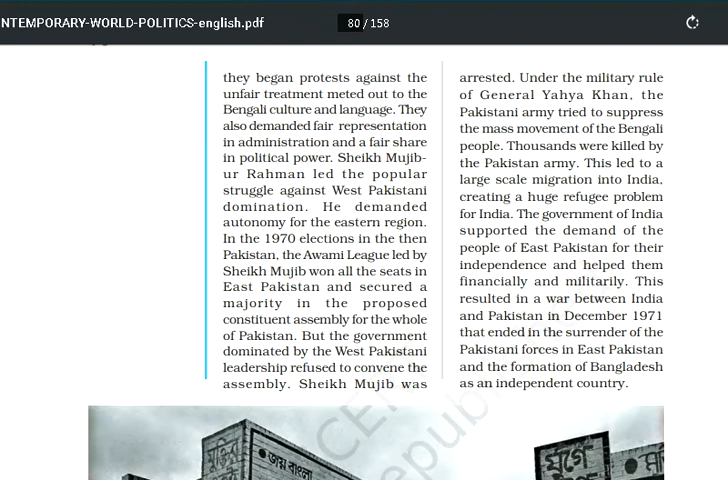 NTEMPORARY-WORLD-POLITICS-english.pdf
80 / 158
they began protests against the
unfair treatment meted out to the
Bengali culture and language. They
also demanded fair representation
in administration and a fair share
in political power. Sheikh Mujib-
ur Rahman led the popular
struggle against West Pakistani
domination. He demanded
autonomy for the eastern region.
In the 1970 elections in the then
Pakistan, the Awami League led by
Sheikh Mujib won all the seats in
East Pakistan and secured a
majority in the proposed
constituent assembly for the whole
of Pakistan. But the government
dominated by the West Pakistani
leadership refused to convene the
assembly. Sheikh Mujib was
arrested. Under the military rule
of General Yahya Khan, the
Pakistani army tried to suppress
the mass movement of the Bengali
people. Thousands were killed by
the Pakistan army. This led to a
large scale migration into India,
creating a huge refugee problem
for India. The government of India
supported the demand of the
people of East Pakistan for their
independence and helped them
financially and militarily. This
resulted in a war between India
and Pakistan in December 1971
that ended in the surrender of the
Pakistani forces in East Pakistan
and the formation of Bangladesh
as an independent country.
জয় বাংলা